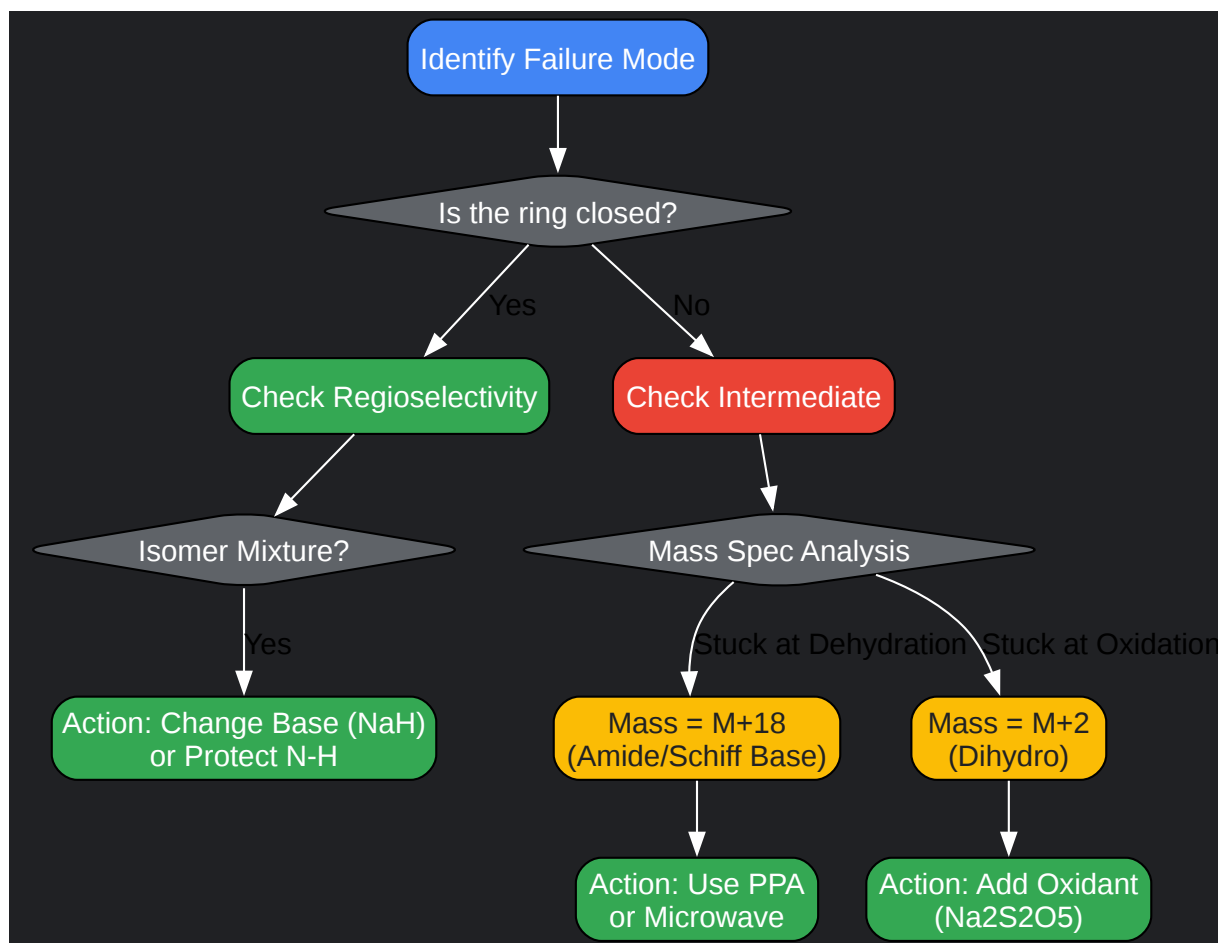 Identify Failure Mode
Is the ring closed?
Yes
No
Check Regioselectivity
Check Intermediate
Isomer Mixture?
Mass Spec Analysis
Yes
Stuck at Dehydration
Stuck at Oxidation
Action: Change Base (NaH)
or Protect N-H
Mass = M+18
(Amide/Schiff Base)
Mass = M+2
(Dihydro)
Action: Use PPA
or Microwave
Action: Add Oxidant
(Na2S2O5)